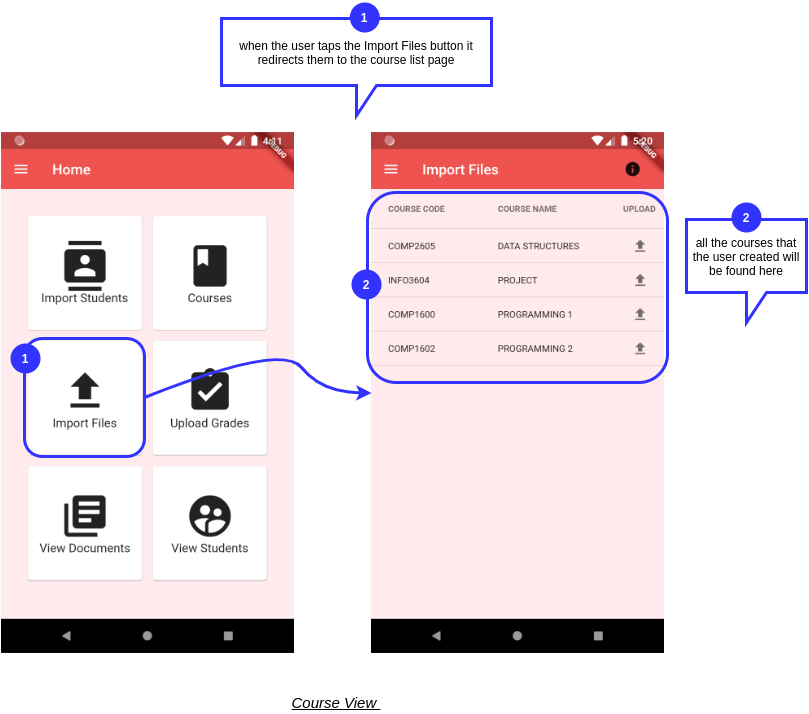 1
when the user taps the Import Files button it
redirects them to the course list page
4:11
DEBUG
Home
Import Students
Courses
1
Import Files
Upload Grades
View Documents
View Students
5:20
DEBUG
Import Files
COURSE CODE COURSE NAME UPLOAD
COMP2605 DATA STRUCTURES
INFO3604 PROJECT
COMP1600 PROGRAMMING 1
COMP1602 PROGRAMMING 2
2
2
all the courses that
the user created will
be found here
Course View